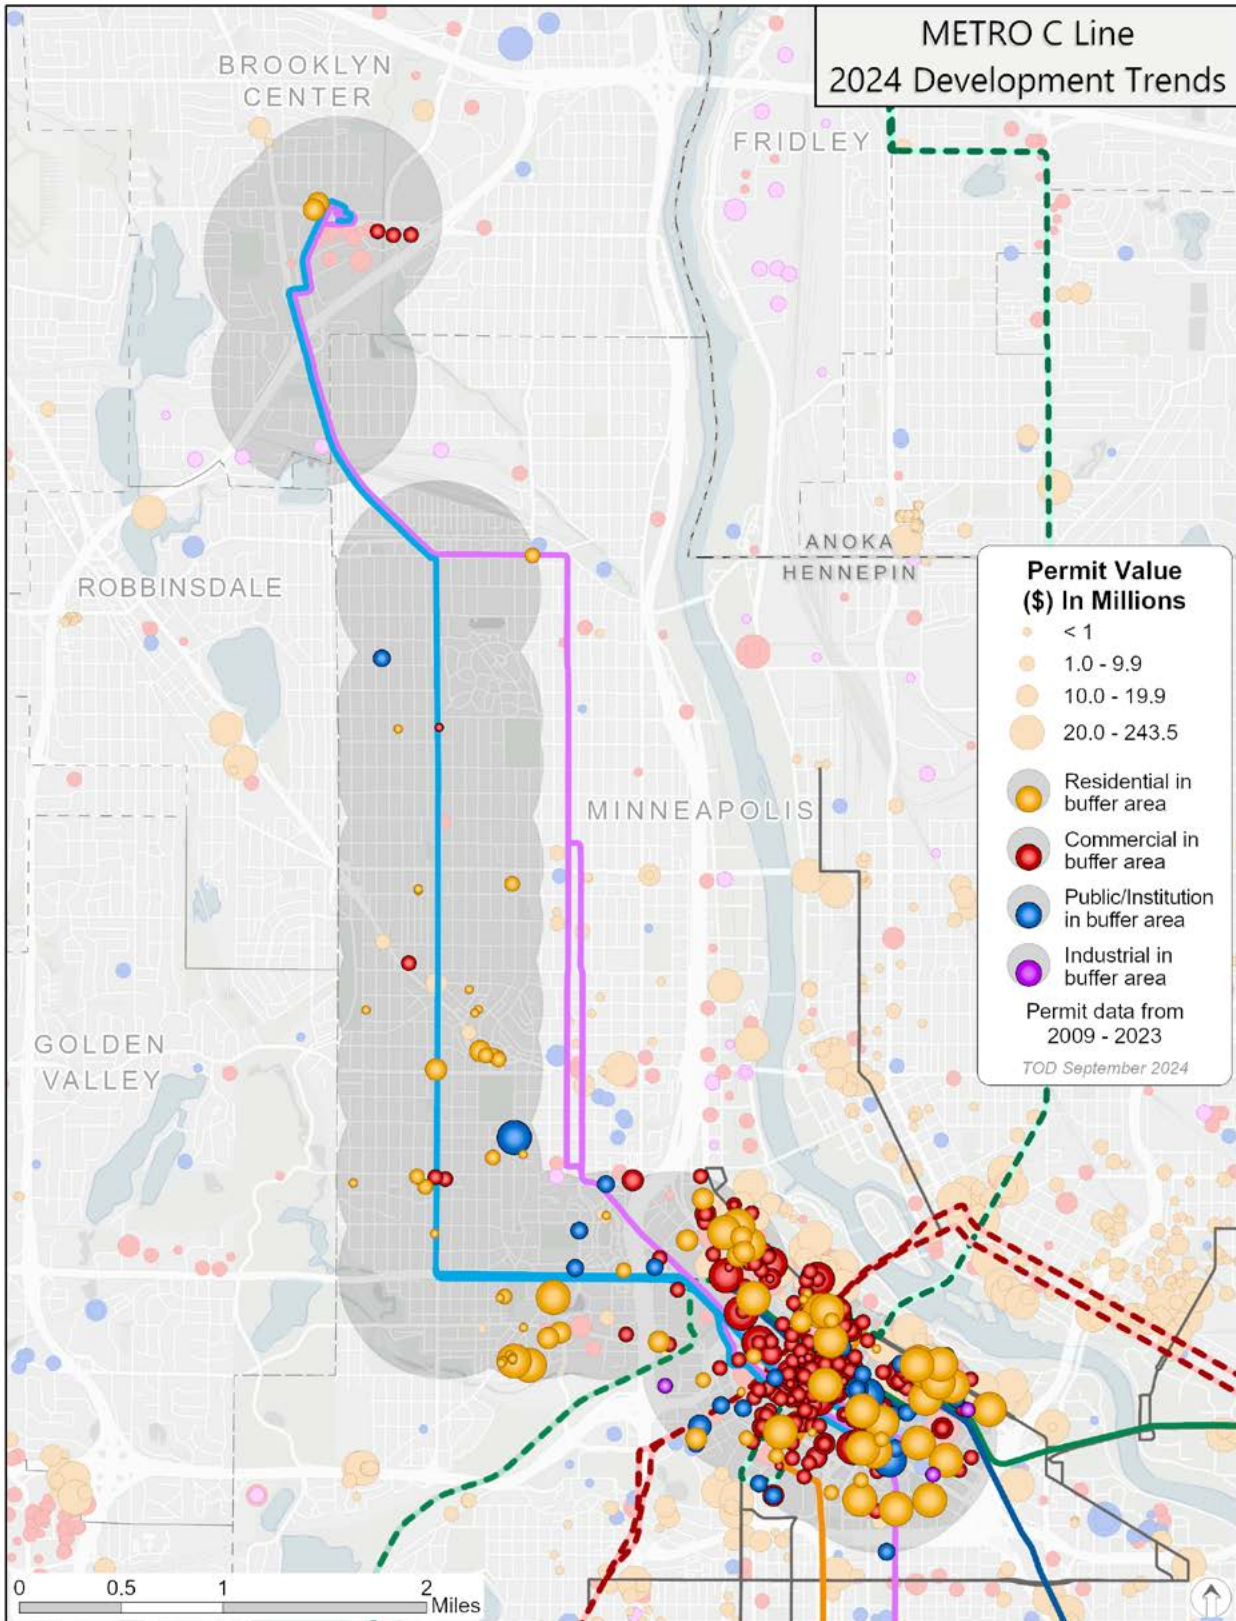 METRO C Line
2024 Development Trends
BROOKLYN
CENTER
FRIDLEY
ANOKA
HENNEPIN
ROBBINSDALE
MINNEAPOLIS
GOLDEN
VALLEY
Permit Value
($) In Millions
< 1
1.0 - 9.9
10.0 - 19.9
20.0 - 243.5
Residential in
buffer area
Commercial in
buffer area
Public/Institution
in buffer area
Industrial in
buffer area
Permit data from
2009 - 2023
TOD September 2024
0 0.5 1 2
Miles